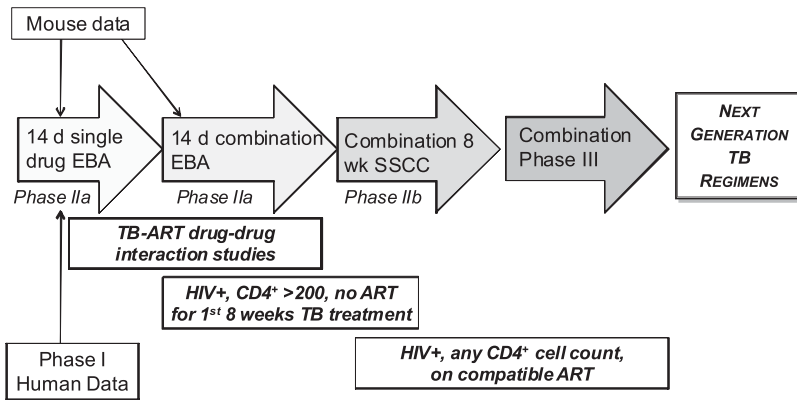 Mouse data
14 d single
drug EBA
Phase IIa
14 d combination
EBA
Phase IIa
Combination 8
wk SSCC
Phase IIb
Combination
Phase III
NEXT
GENERATION
TB
REGIMENS
TB-ART drug-drug
interaction studies
HIV+, CD4⁺ >200, no ART
for 1ˢᵗ 8 weeks TB treatment
HIV+, any CD4⁺ cell count,
on compatible ART
Phase I
Human Data